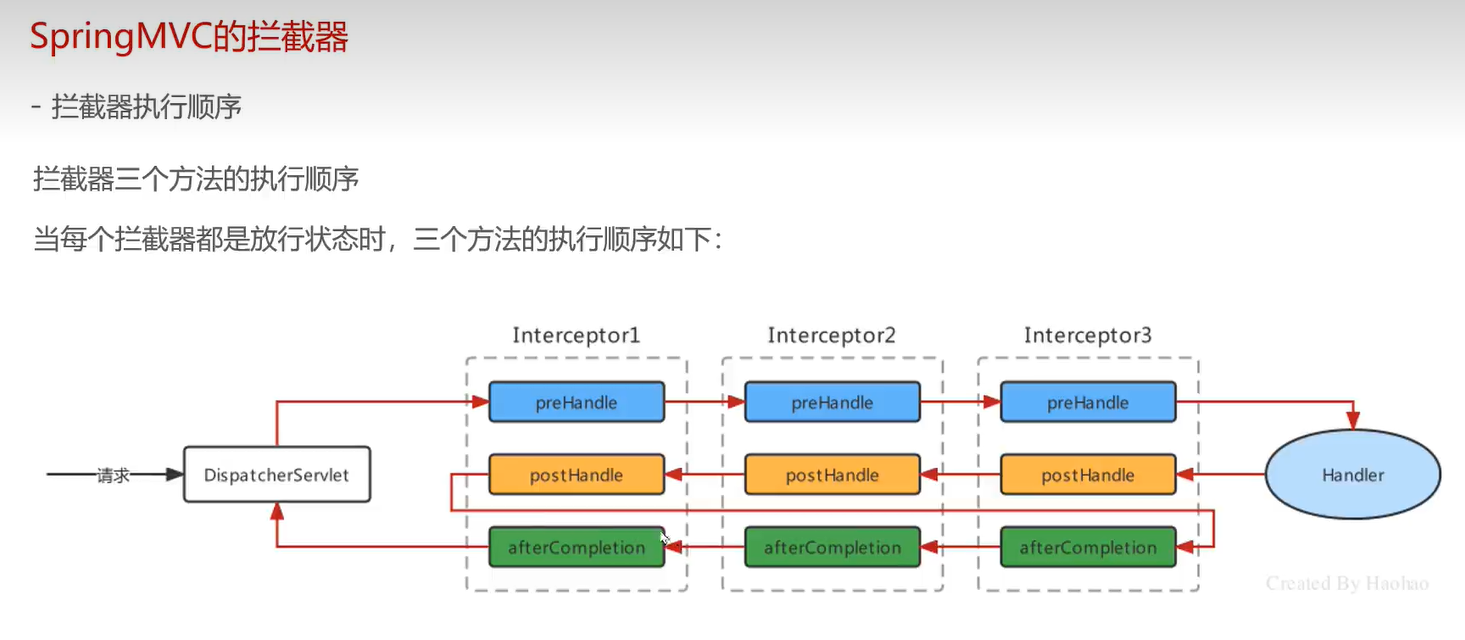 SpringMVC的拦截器
- 拦截器执行顺序
拦截器三个方法的执行顺序
当每个拦截器都是放行状态时，三个方法的执行顺序如下：
Interceptor1 Interceptor2 Interceptor3
preHandle preHandle preHandle
请求 DispatcherServlet postHandle postHandle postHandle Handler
afterCompletion afterCompletion afterCompletion
Created By Haohao